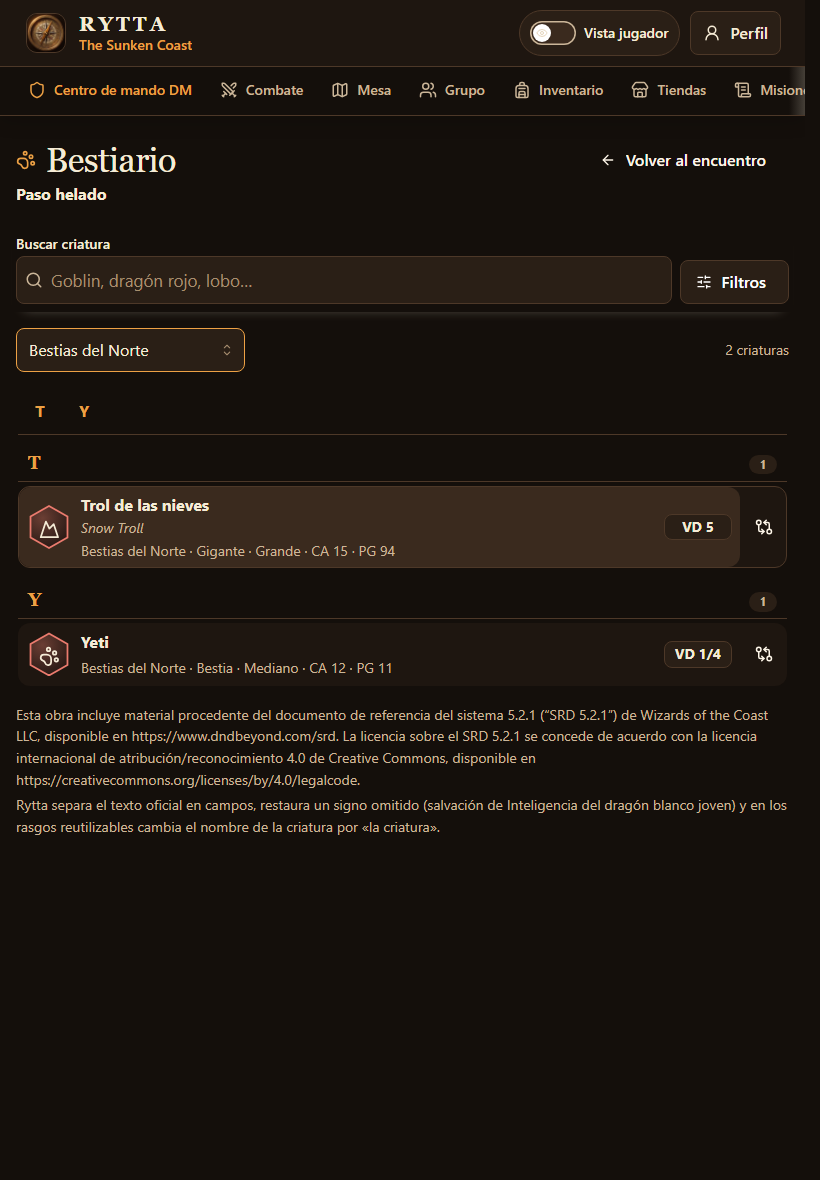 RYTTA
The Sunken Coast
Vista jugador
Perfil
Centro de mando DM
Combate
Mesa
Grupo
Inventario
Tiendas
Mision
Bestiario
Volver al encuentro
Paso helado
Buscar criatura
Goblin, dragón rojo, lobo...
Filtros
Bestias del Norte
2 criaturas
T Y
T
1
Trol de las nieves
Snow Troll
Bestias del Norte · Gigante · Grande · CA 15 · PG 94
VD 5
Y
1
Yeti
Bestias del Norte · Bestia · Mediano · CA 12 · PG 11
VD 1/4
Esta obra incluye material procedente del documento de referencia del sistema 5.2.1 (“SRD 5.2.1”) de Wizards of the Coast
LLC, disponible en https://www.dndbeyond.com/srd. La licencia sobre el SRD 5.2.1 se concede de acuerdo con la licencia
internacional de atribución/reconocimiento 4.0 de Creative Commons, disponible en
https://creativecommons.org/licenses/by/4.0/legalcode.
Rytta separa el texto oficial en campos, restaura un signo omitido (salvación de Inteligencia del dragón blanco joven) y en los
rasgos reutilizables cambia el nombre de la criatura por «la criatura».